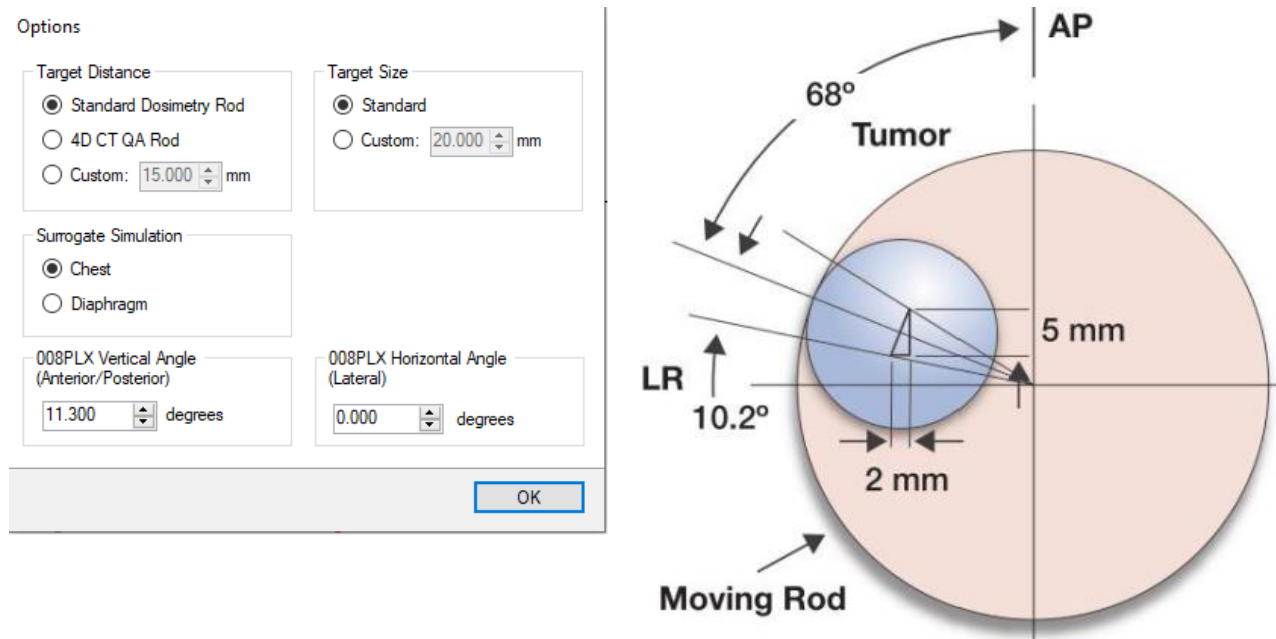 Options
Target Distance
Standard Dosimetry Rod
4D CT QA Rod
Custom: 15.000 mm
Target Size
Standard
Custom: 20.000 mm
Surrogate Simulation
Chest
Diaphragm
008PLX Vertical Angle
(Anterior/Posterior)
11.300 degrees
008PLX Horizontal Angle
(Lateral)
0.000 degrees
OK
AP
68º
Tumor
5 mm
LR
10.2º
2 mm
Moving Rod